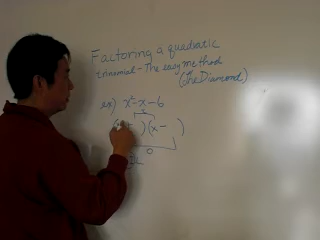 Factoring a quadratic
trinomial - The easy method
(The Diamond)
ex) x²-x-6
)(x- )